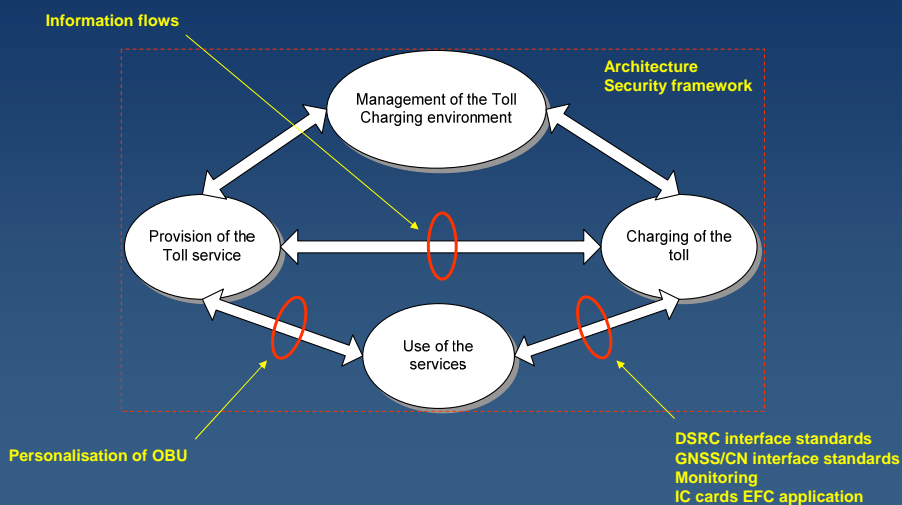 Information flows
Architecture
Security framework
Management of the Toll
Charging environment
Provision of the
Toll service
Charging of the
toll
Use of the
services
Personalisation of OBU
DSRC interface standards
GNSS/CN interface standards
Monitoring
IC cards EFC application